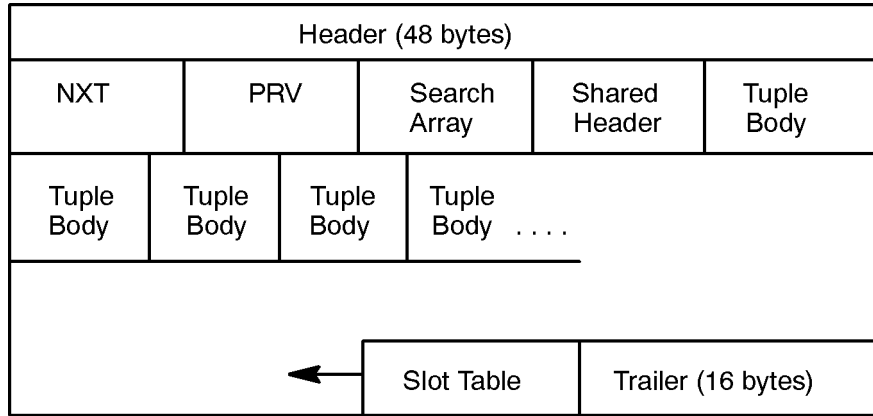 Header (48 bytes)
NXT PRV Search Shared Tuple
Array Header Body
Tuple Tuple Tuple Tuple
Body Body Body Body . . . .
Slot Table Trailer (16 bytes)